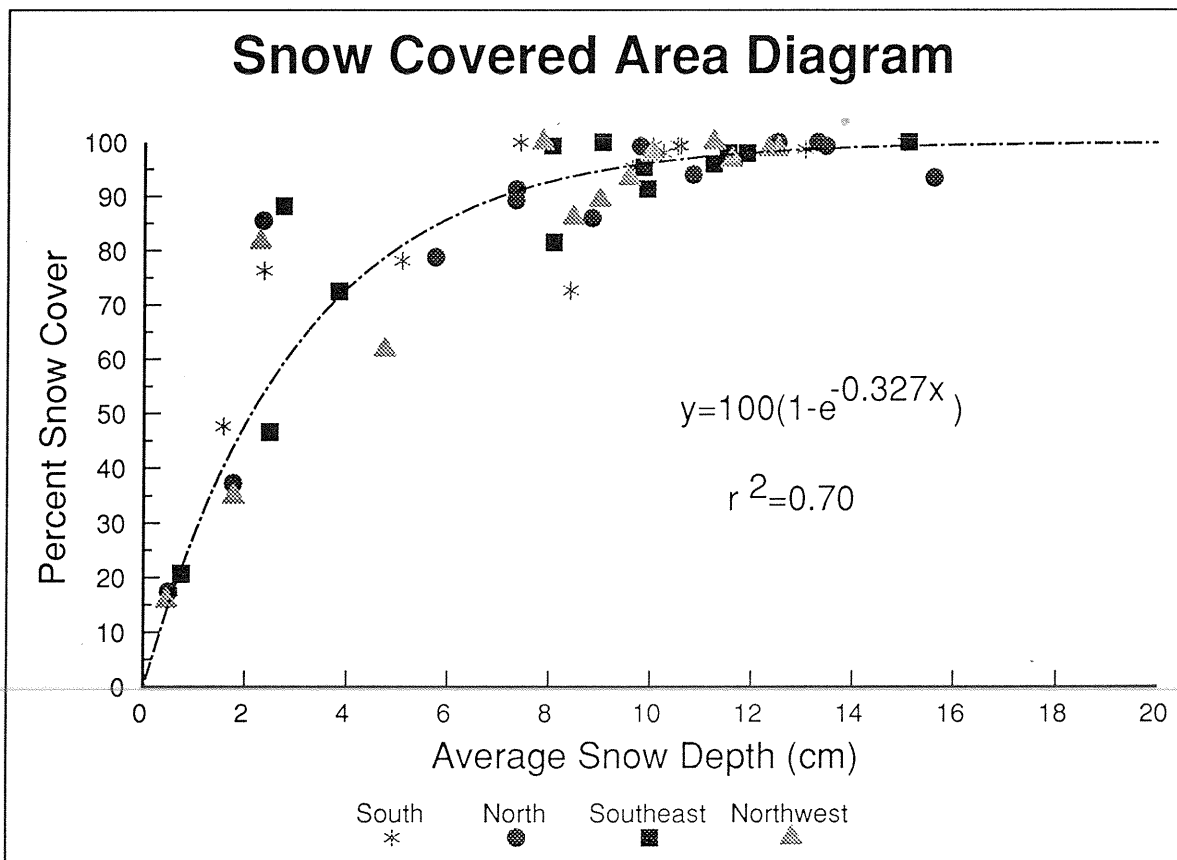 Snow Covered Area Diagram
100
90
80
70
60
50
40
30
20
10
0
Percent Snow Cover
y=100(1-e^-0.327x)
r^2=0.70
0 2 4 6 8 10 12 14 16 18 20
Average Snow Depth (cm)
South North Southeast Northwest